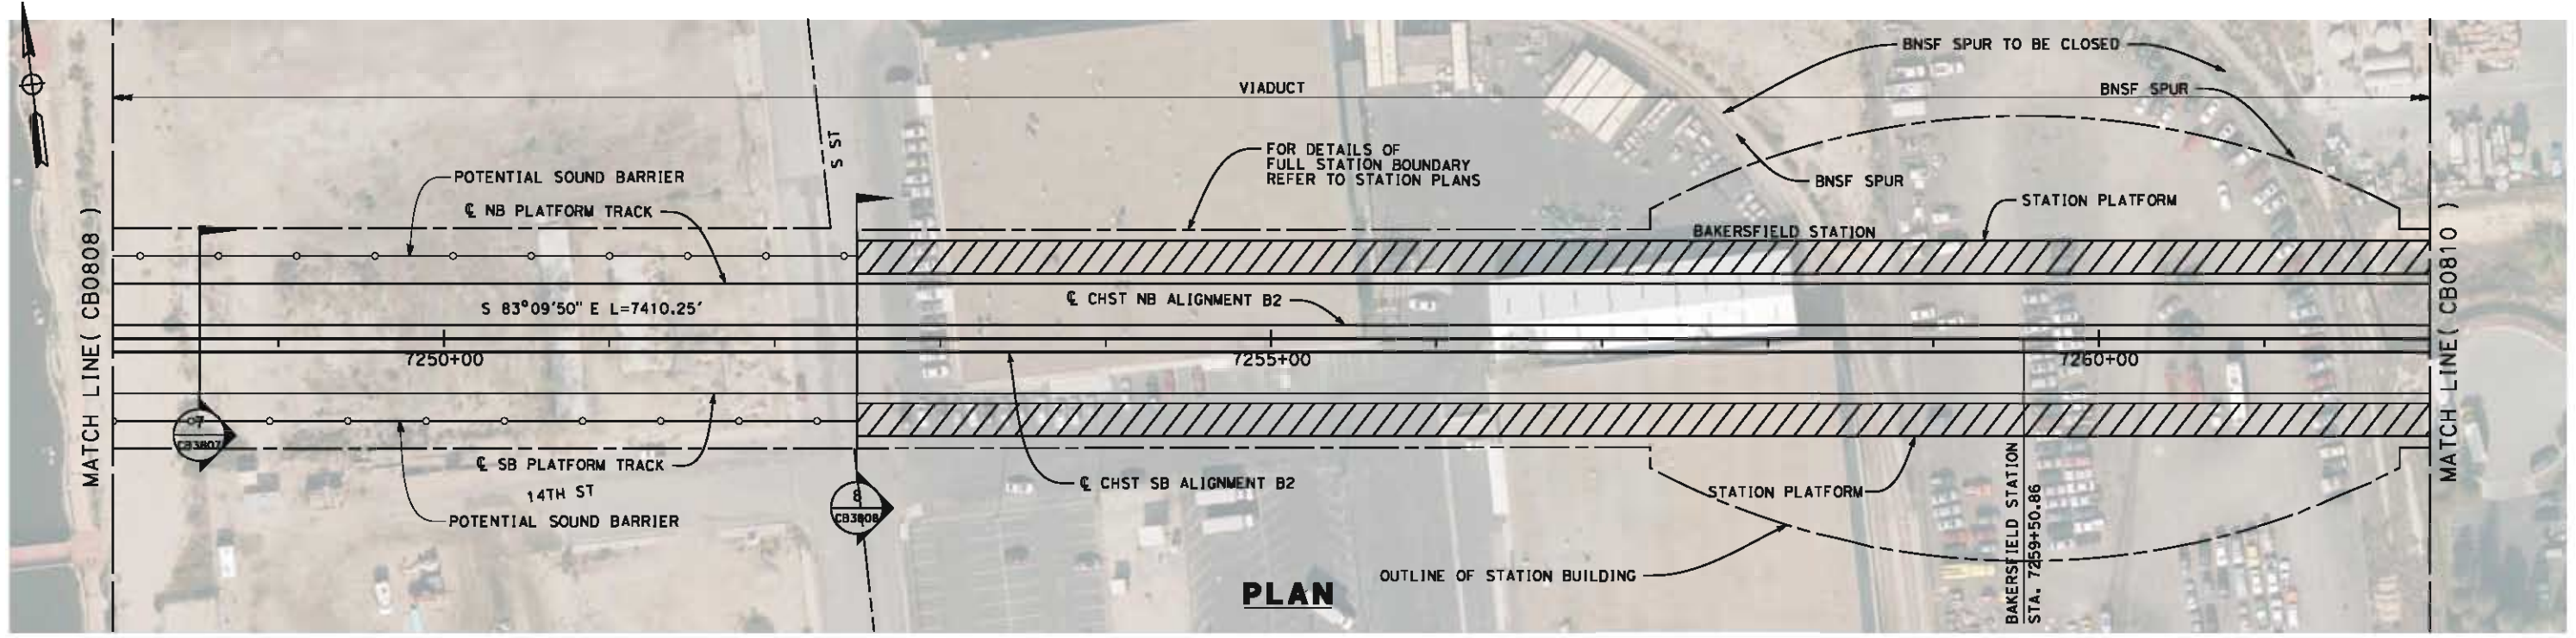 BNSF SPUR TO BE CLOSED
VIADUCT
BNSF SPUR
S ST
FOR DETAILS OF
FULL STATION BOUNDARY
REFER TO STATION PLANS
POTENTIAL SOUND BARRIER
BNSF SPUR
℄ NB PLATFORM TRACK
STATION PLATFORM
BAKERSFIELD STATION
MATCH LINE( CB0808 )
MATCH LINE( CB0810 )
S 83°09'50" E L=7410.25'
℄ CHST NB ALIGNMENT B2
7250+00
7255+00
7260+00
7
CB3807
℄ SB PLATFORM TRACK
14TH ST
POTENTIAL SOUND BARRIER
8
CB3808
℄ CHST SB ALIGNMENT B2
STATION PLATFORM
BAKERSFIELD STATION
STA. 7259+50.86
OUTLINE OF STATION BUILDING
PLAN